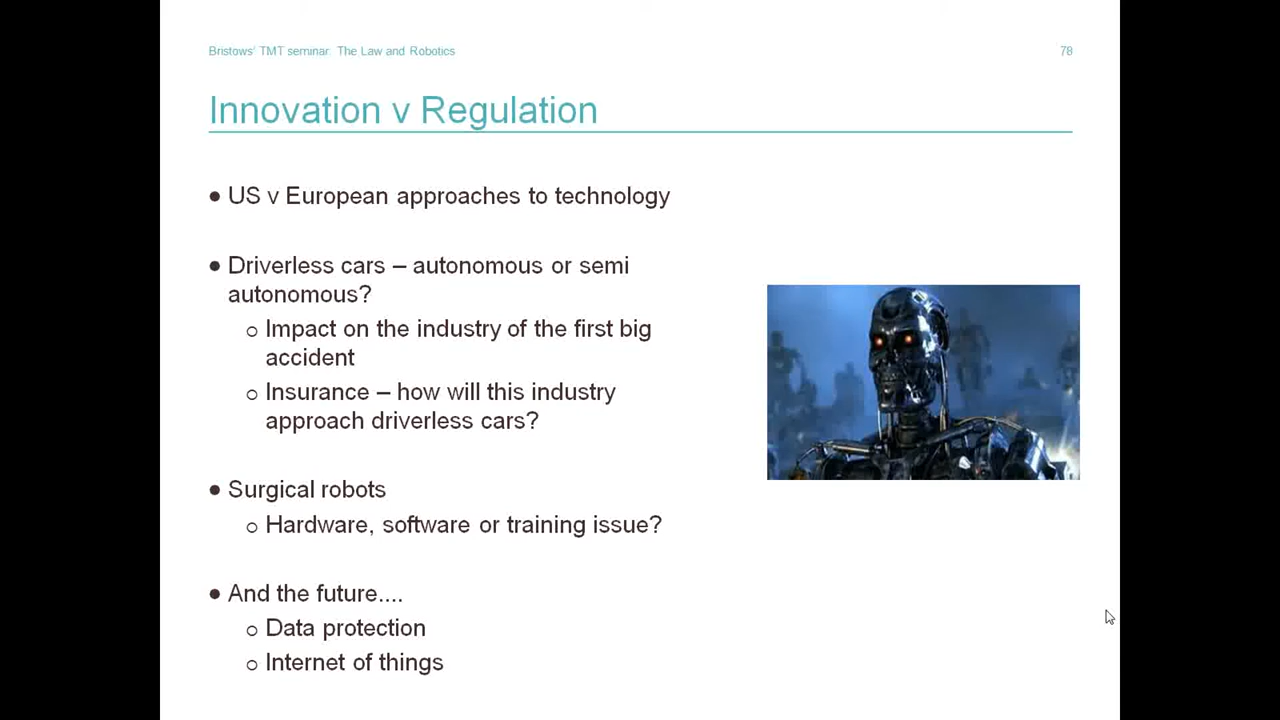 Bristows' TMT seminar: The Law and Robotics 78
Innovation v Regulation
● US v European approaches to technology
● Driverless cars – autonomous or semi
autonomous?
○ Impact on the industry of the first big
accident
○ Insurance – how will this industry
approach driverless cars?
● Surgical robots
○ Hardware, software or training issue?
● And the future....
○ Data protection
○ Internet of things